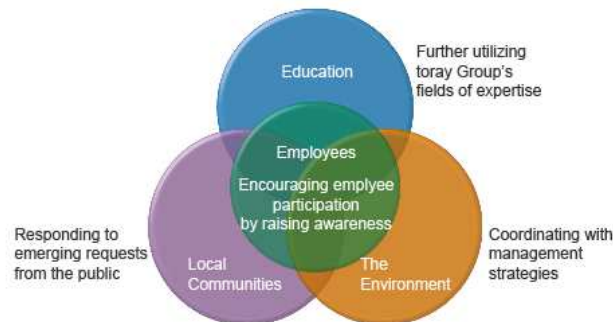 Education
Further utilizing
toray Group's
fields of expertise
Employees
Encouraging emplyee
participation
by raising awareness
Responding to
emerging requests
from the public
Local
Communities
The
Environment
Coordinating with
management
strategies